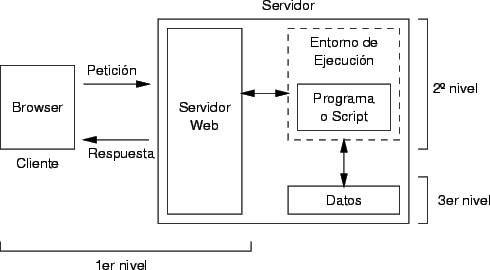 Servidor
Entorno de
Ejecución
Petición
2º nivel
Browser
Servidor
Web
Programa
o Script
Respuesta
Cliente
Datos
3er nivel
1er nivel